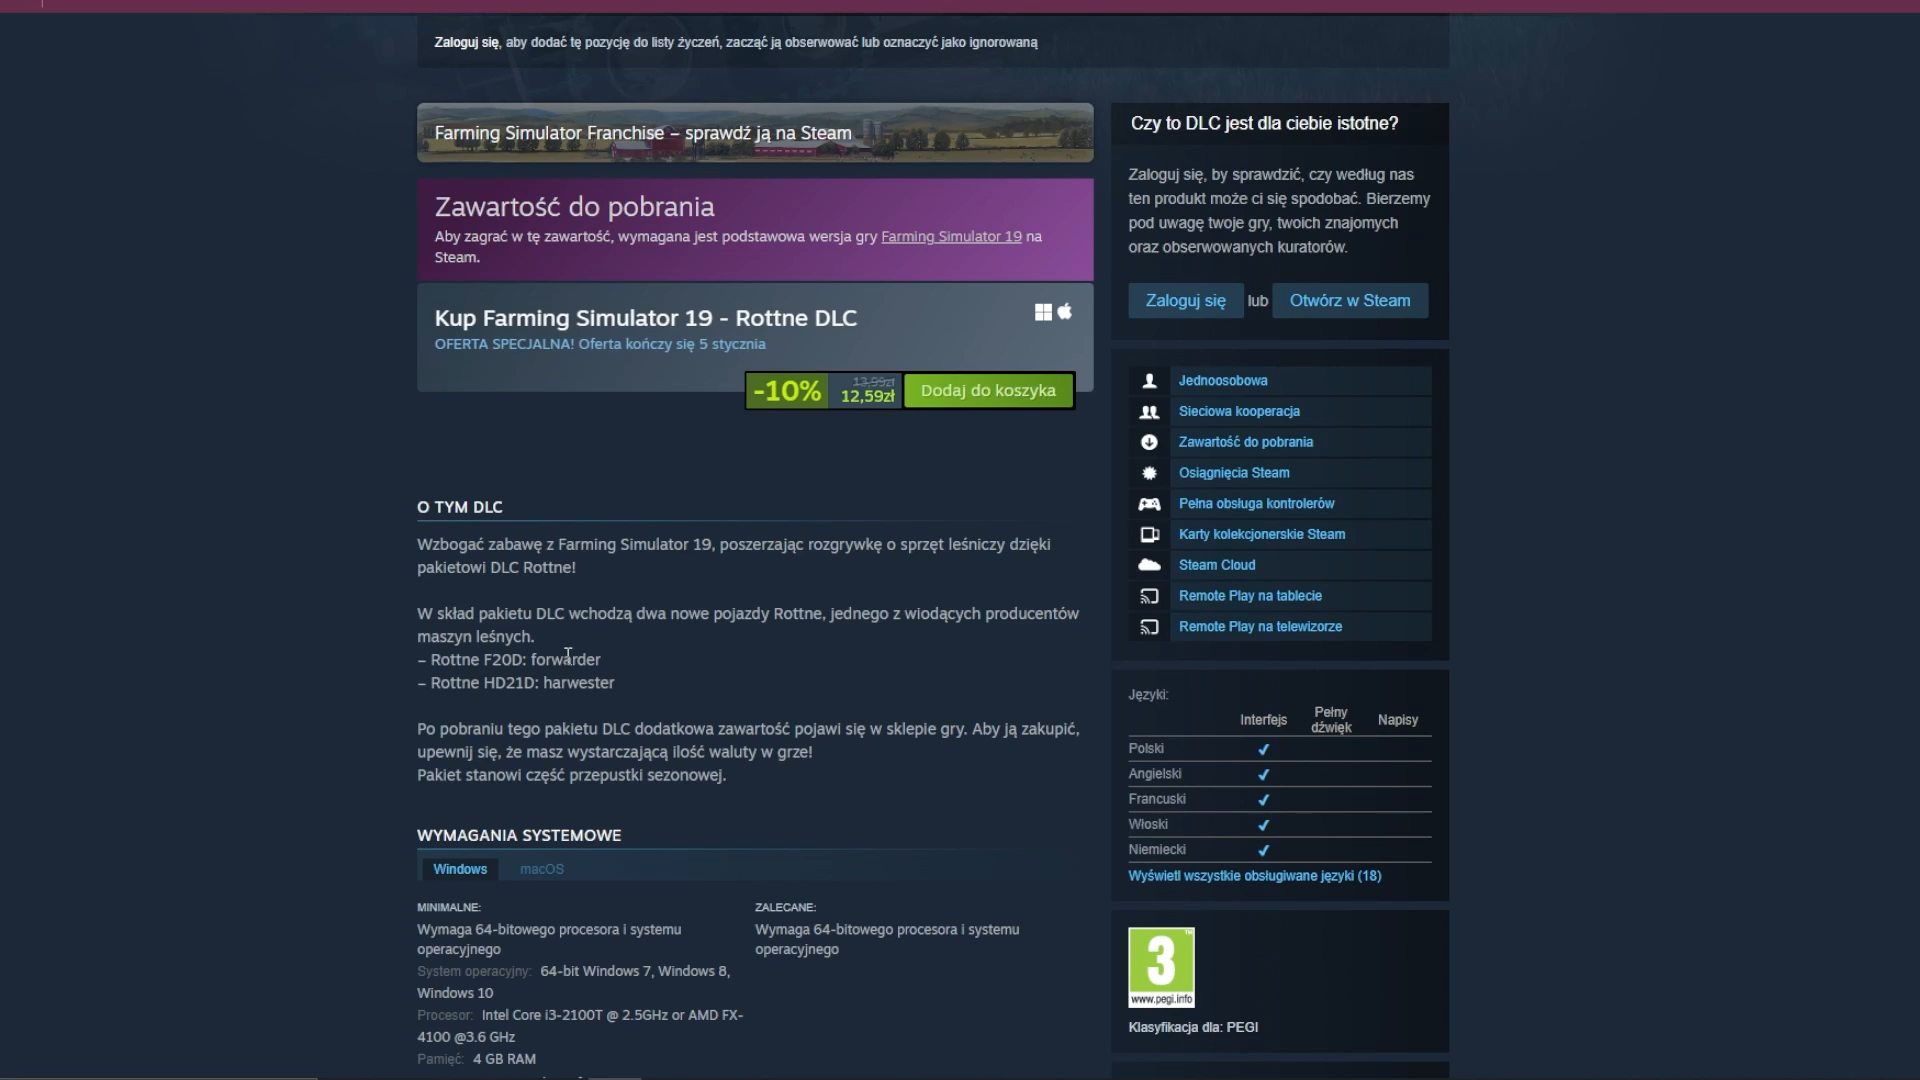 Zaloguj się, aby dodać tę pozycję do listy życzeń, zacząć ją obserwować lub oznaczyć jako ignorowaną
Farming Simulator Franchise – sprawdź ją na Steam
Zawartość do pobrania
Aby zagrać w tę zawartość, wymagana jest podstawowa wersja gry Farming Simulator 19 na
Steam.
Kup Farming Simulator 19 - Rottne DLC
OFERTA SPECJALNA! Oferta kończy się 5 stycznia
-10%
13,99zł
12,59zł
Dodaj do koszyka
O TYM DLC
Wzbogać zabawę z Farming Simulator 19, poszerzając rozgrywkę o sprzęt leśniczy dzięki
pakietowi DLC Rottne!
W skład pakietu DLC wchodzą dwa nowe pojazdy Rottne, jednego z wiodących producentów
maszyn leśnych.
– Rottne F20D: forwarder
– Rottne HD21D: harwester
Po pobraniu tego pakietu DLC dodatkowa zawartość pojawi się w sklepie gry. Aby ją zakupić,
upewnij się, że masz wystarczającą ilość waluty w grze!
Pakiet stanowi część przepustki sezonowej.
WYMAGANIA SYSTEMOWE
Windows
macOS
MINIMALNE:
Wymaga 64-bitowego procesora i systemu
operacyjnego
System operacyjny: 64-bit Windows 7, Windows 8,
Windows 10
Procesor: Intel Core i3-2100T @ 2.5GHz or AMD FX-
4100 @3.6 GHz
Pamięć: 4 GB RAM
ZALECANE:
Wymaga 64-bitowego procesora i systemu
operacyjnego
Czy to DLC jest dla ciebie istotne?
Zaloguj się, by sprawdzić, czy według nas
ten produkt może ci się spodobać. Bierzemy
pod uwagę twoje gry, twoich znajomych
oraz obserwowanych kuratorów.
Zaloguj się lub Otwórz w Steam
Jednoosobowa
Sieciowa kooperacja
Zawartość do pobrania
Osiągnięcia Steam
Pełna obsługa kontrolerów
Karty kolekcjonerskie Steam
Steam Cloud
Remote Play na tablecie
Remote Play na telewizorze
Języki:
Interfejs
Pełny
dźwięk
Napisy
Polski ✔
Angielski ✔
Francuski ✔
Włoski ✔
Niemiecki ✔
Wyświetl wszystkie obsługiwane języki (18)
3
www.pegi.info
Klasyfikacja dla: PEGI